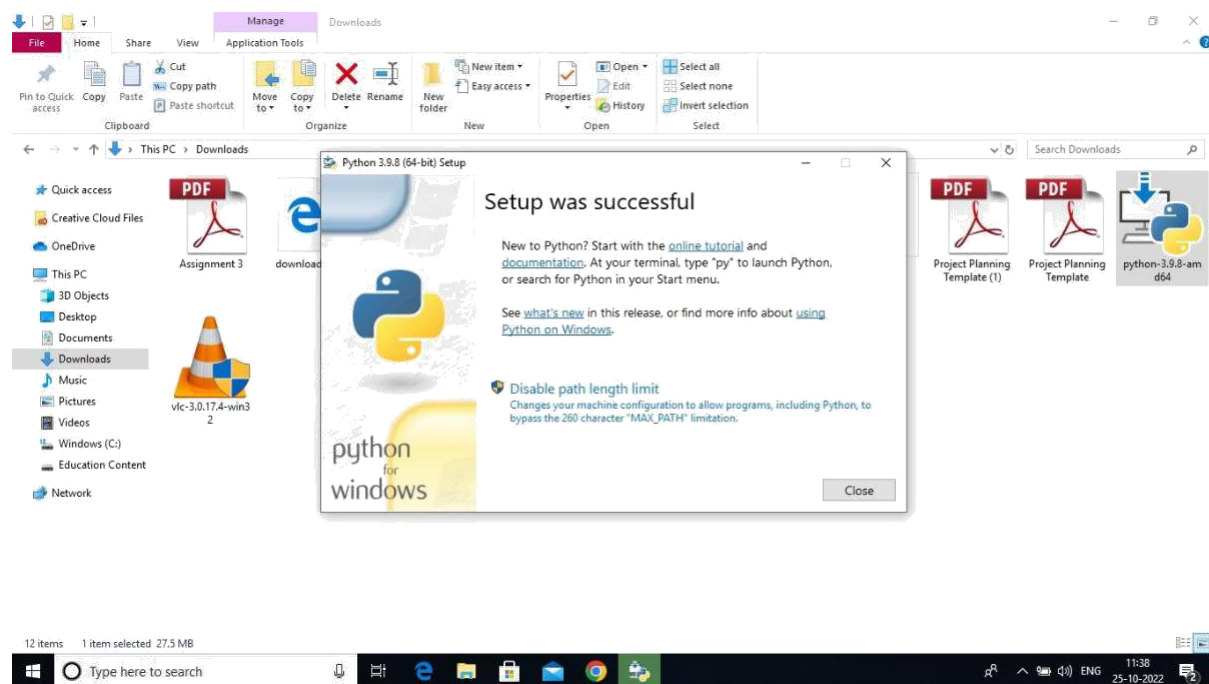 Manage
Downloads
File
Home
Share
View
Application Tools
Pin to Quick access
Copy
Paste
Cut
Copy path
Paste shortcut
Move to
Copy to
Delete
Rename
New folder
New item
Easy access
Properties
Open
Edit
History
Select all
Select none
Invert selection
Clipboard
Organize
New
Open
Select
This PC > Downloads
Search Downloads
Quick access
Creative Cloud Files
OneDrive
This PC
3D Objects
Desktop
Documents
Downloads
Music
Pictures
Videos
Windows (C:)
Education Content
Network
PDF
Assignment 3
download
vlc-3.0.17.4-win3
2
Python 3.9.8 (64-bit) Setup
Setup was successful
New to Python? Start with the online tutorial and
documentation. At your terminal, type "py" to launch Python,
or search for Python in your Start menu.
See what's new in this release, or find more info about using
Python on Windows.
Disable path length limit
Changes your machine configuration to allow programs, including Python, to
bypass the 260 character "MAX_PATH" limitation.
python
for
windows
Close
PDF
Project Planning
Template (1)
PDF
Project Planning
Template
python-3.9.8-am
d64
12 items
1 item selected 27.5 MB
Type here to search
ENG
11:38
25-10-2022
2